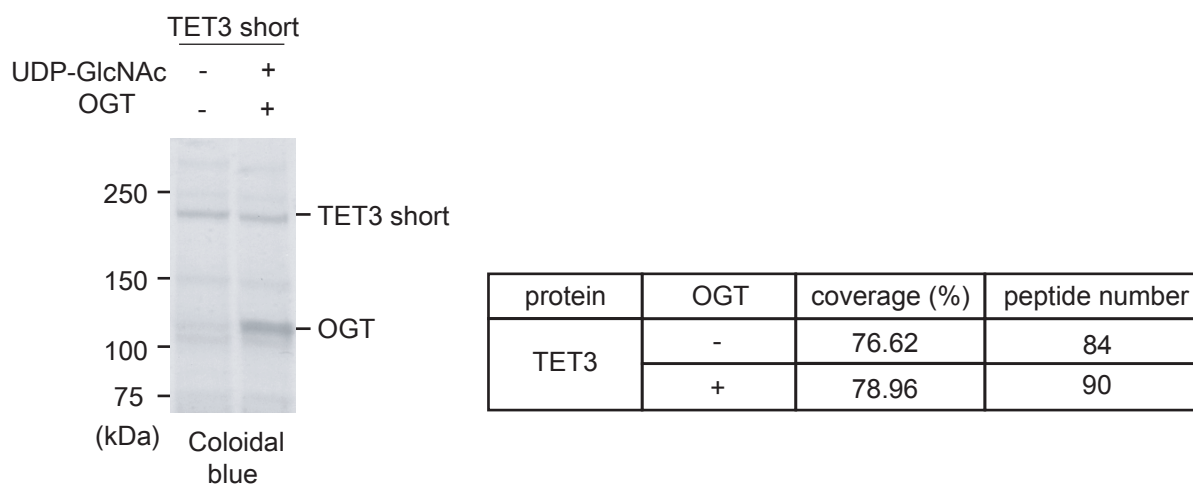 TET3 short
UDP-GlcNAc - +
OGT - +
250
TET3 short
150
OGT
100
75
(kDa)
Coloidal
blue
protein OGT coverage (%) peptide number
TET3
- 76.62 84
+ 78.96 90